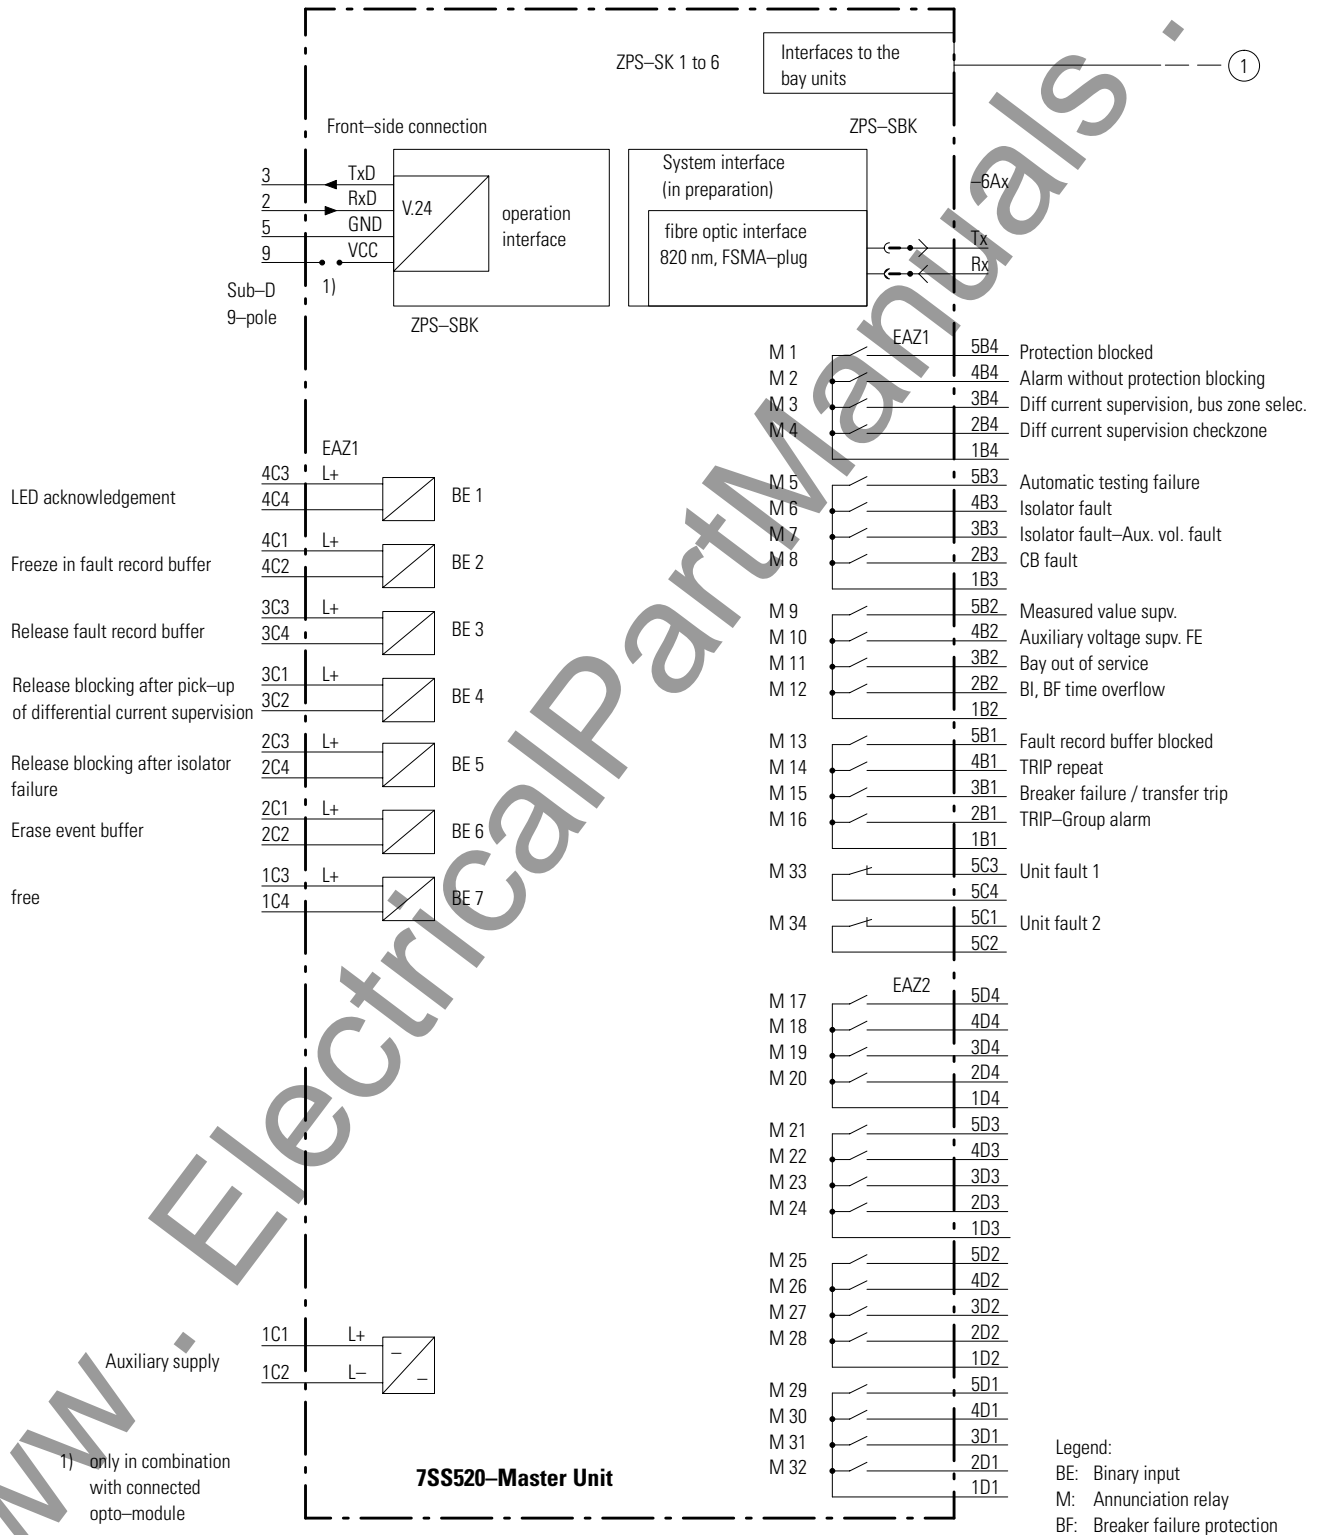 ZPS–SK 1 to 6
Interfaces to the
bay units
1
Front–side connection
ZPS–SBK
3 TxD
2 RxD
5 GND
9 VCC
1)
Sub–D
9–pole
V.24
operation
interface
ZPS–SBK
System interface
(in preparation)
fibre optic interface
820 nm, FSMA–plug
–6Ax
Tx
Rx
EAZ1
M 1 5B4 Protection blocked
M 2 4B4 Alarm without protection blocking
M 3 3B4 Diff current supervision, bus zone selec.
M 4 2B4 Diff current supervision checkzone
1B4
M 5 5B3 Automatic testing failure
M 6 4B3 Isolator fault
M 7 3B3 Isolator fault–Aux. vol. fault
M 8 2B3 CB fault
1B3
M 9 5B2 Measured value supv.
M 10 4B2 Auxiliary voltage supv. FE
M 11 3B2 Bay out of service
M 12 2B2 BI, BF time overflow
1B2
M 13 5B1 Fault record buffer blocked
M 14 4B1 TRIP repeat
M 15 3B1 Breaker failure / transfer trip
M 16 2B1 TRIP–Group alarm
1B1
M 33 5C3 Unit fault 1
5C4
M 34 5C1 Unit fault 2
5C2
EAZ2
M 17 5D4
M 18 4D4
M 19 3D4
M 20 2D4
1D4
M 21 5D3
M 22 4D3
M 23 3D3
M 24 2D3
1D3
M 25 5D2
M 26 4D2
M 27 3D2
M 28 2D2
1D2
M 29 5D1
M 30 4D1
M 31 3D1
M 32 2D1
1D1
EAZ1
4C3 L+
LED acknowledgement 4C4 BE 1
4C1 L+
Freeze in fault record buffer 4C2 BE 2
3C3 L+
Release fault record buffer 3C4 BE 3
3C1 L+
Release blocking after pick–up
of differential current supervision 3C2 BE 4
2C3 L+
Release blocking after isolator
failure 2C4 BE 5
2C1 L+
Erase event buffer 2C2 BE 6
1C3 L+
free 1C4 BE 7
1C1 L+
Auxiliary supply
1C2 L–
1) only in combination
with connected
opto–module
7SS520–Master Unit
Legend:
BE: Binary input
M: Annunciation relay
BF: Breaker failure protection
ww . ElectricalPartManuals .